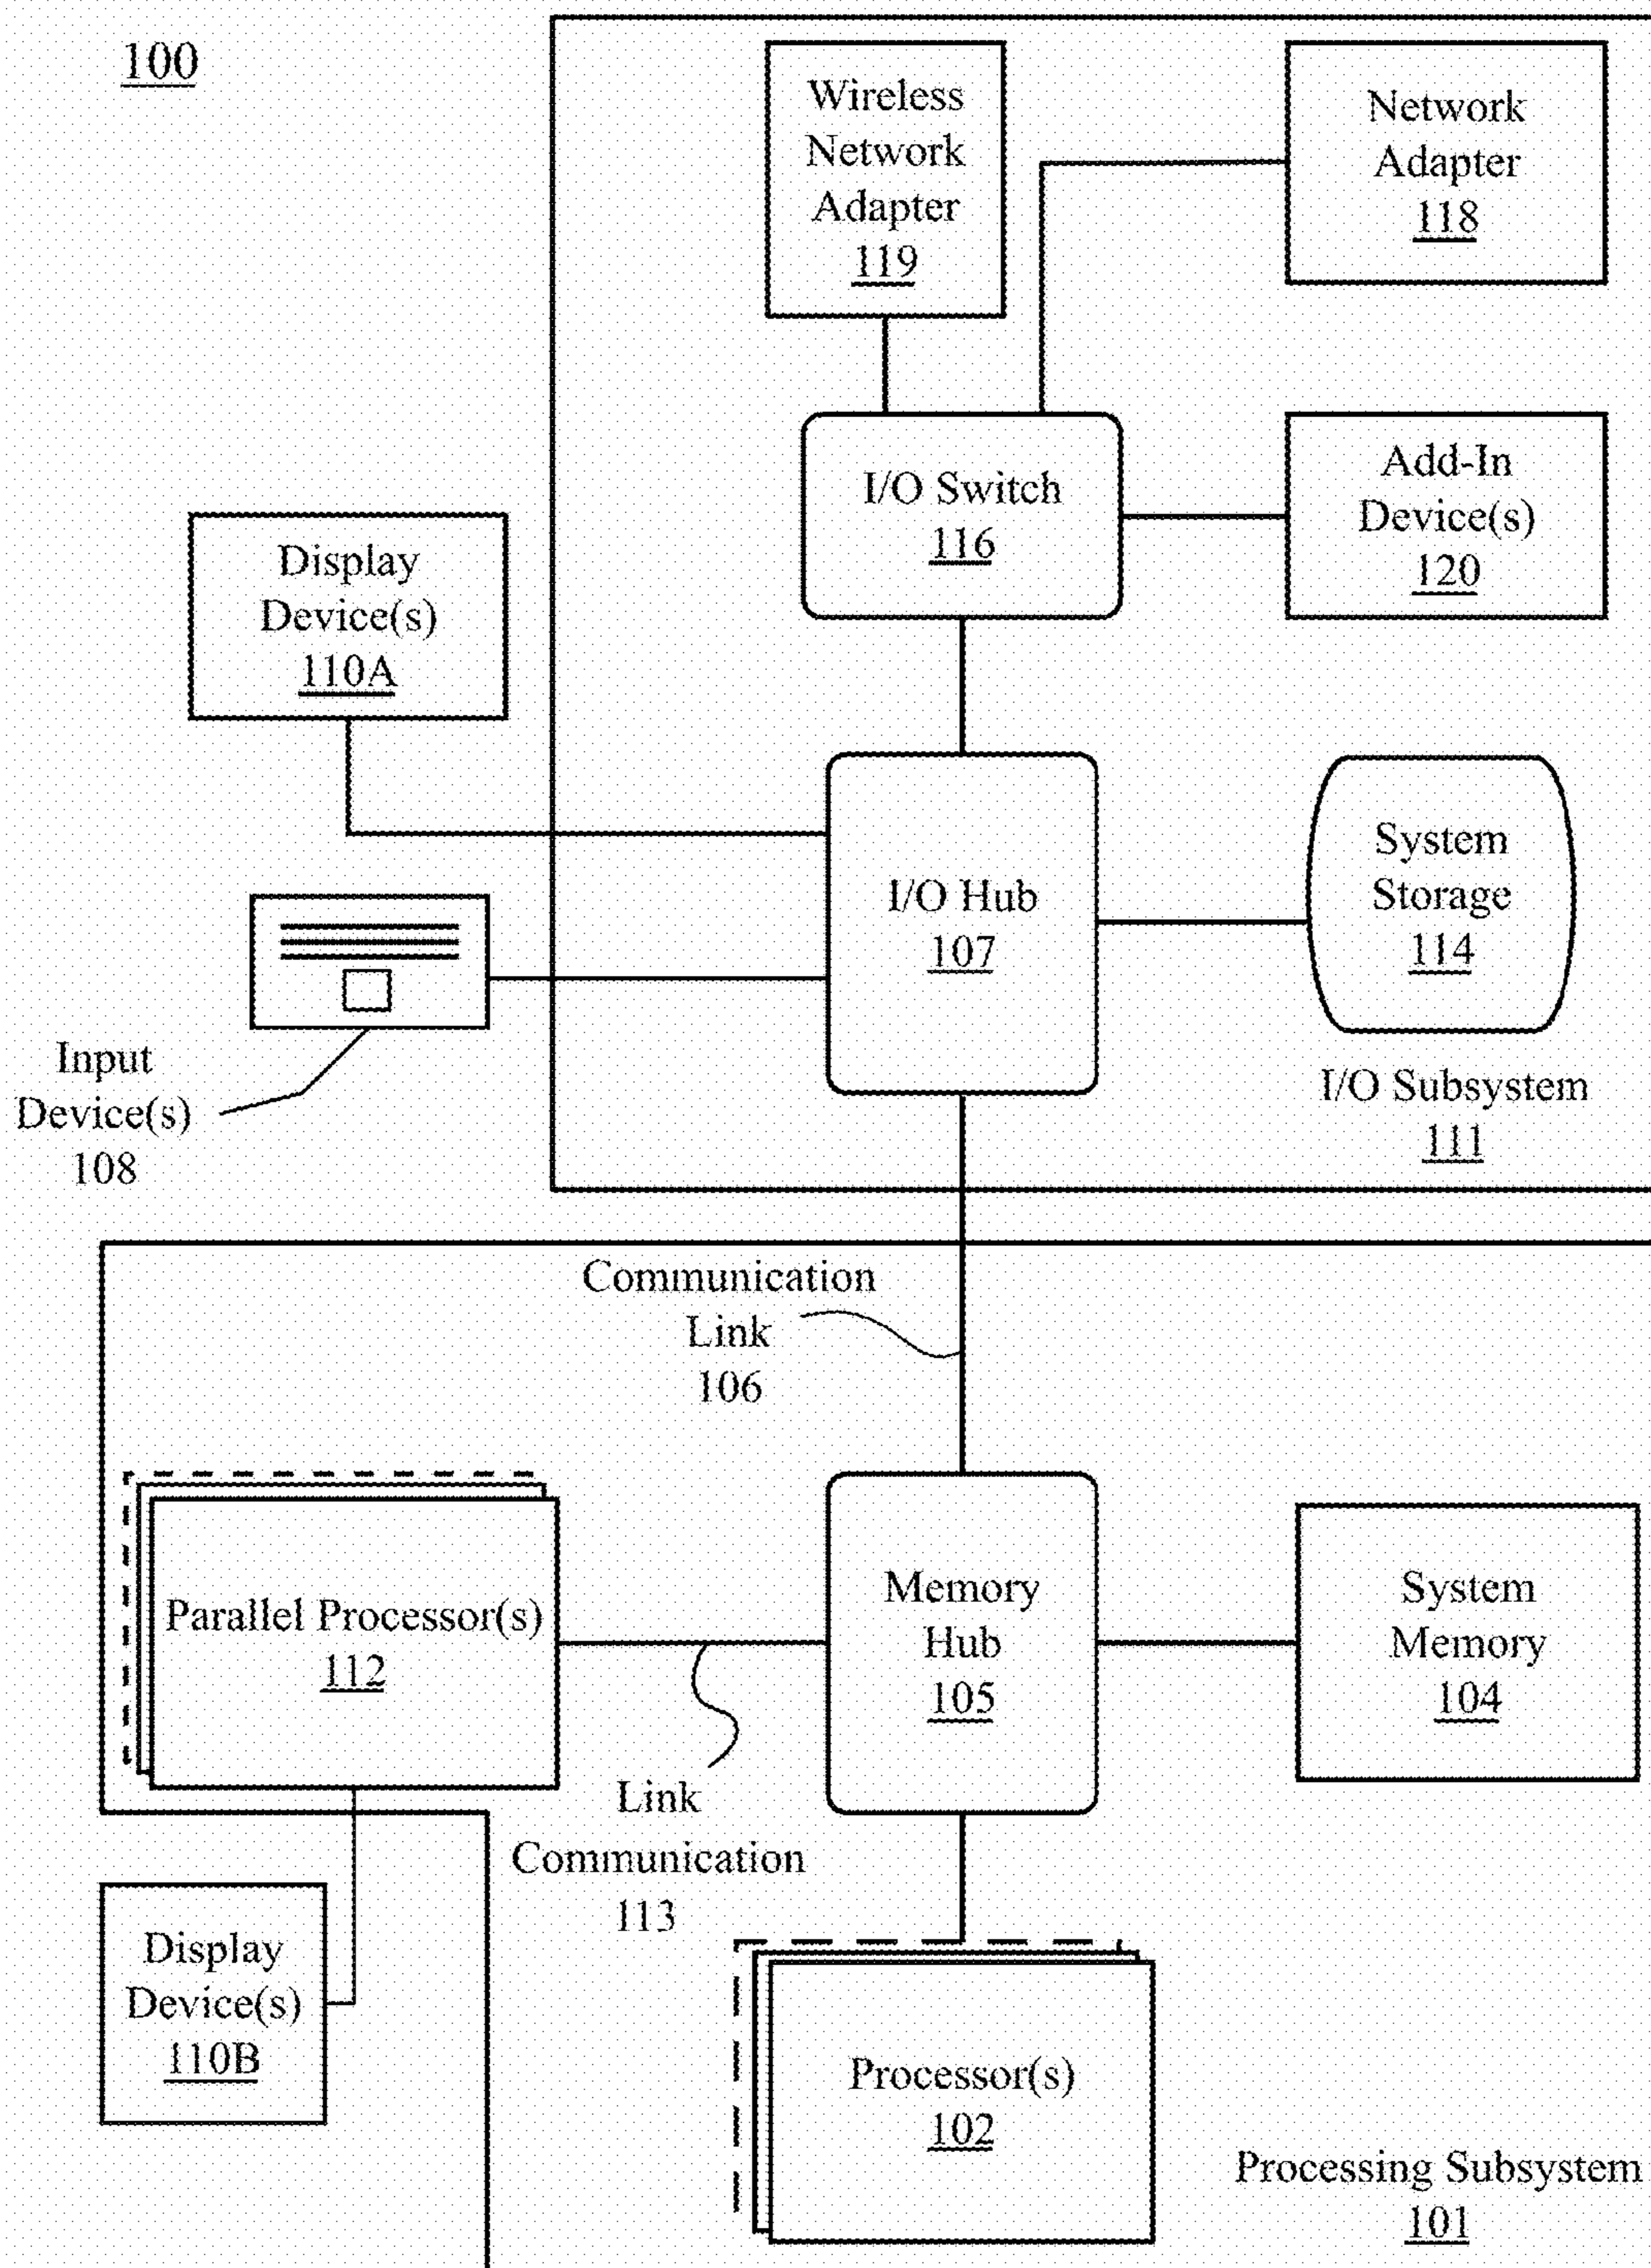 100
Wireless
Network
Adapter
119
Network
Adapter
118
I/O Switch
116
Add-In
Device(s)
120
Display
Device(s)
110A
I/O Hub
107
System
Storage
114
Input
Device(s)
108
I/O Subsystem
111
Communication
Link
106
Parallel Processor(s)
112
Memory
Hub
105
System
Memory
104
Link
Communication
113
Display
Device(s)
110B
Processor(s)
102
Processing Subsystem
101